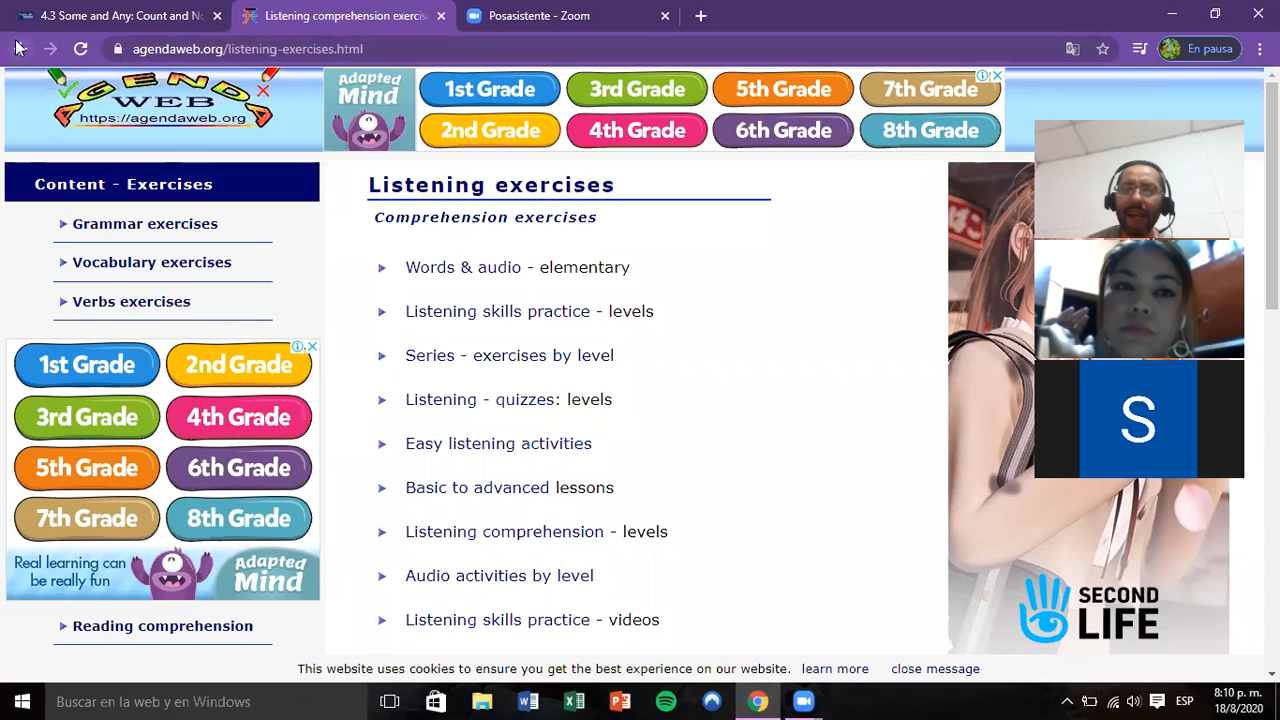 4.3 Some and Any: Count and No
Listening comprehension exercis
Posasistente - Zoom
agendaweb.org/listening-exercises.html
En pausa
AGENDA
WEB
https://agendaweb.org
Adapted
Mind
1st Grade
3rd Grade
5th Grade
7th Grade
2nd Grade
4th Grade
6th Grade
8th Grade
Content - Exercises
Grammar exercises
Vocabulary exercises
Verbs exercises
1st Grade
2nd Grade
3rd Grade
4th Grade
5th Grade
6th Grade
7th Grade
8th Grade
Real learning can
be really fun
Adapted
Mind
Reading comprehension
Listening exercises
Comprehension exercises
Words & audio - elementary
Listening skills practice - levels
Series - exercises by level
Listening - quizzes: levels
Easy listening activities
Basic to advanced lessons
Listening comprehension - levels
Audio activities by level
Listening skills practice - videos
S
SECOND
LIFE
This website uses cookies to ensure you get the best experience on our website. learn more close message
Buscar en la web y en Windows
ESP
8:10 p. m.
18/8/2020